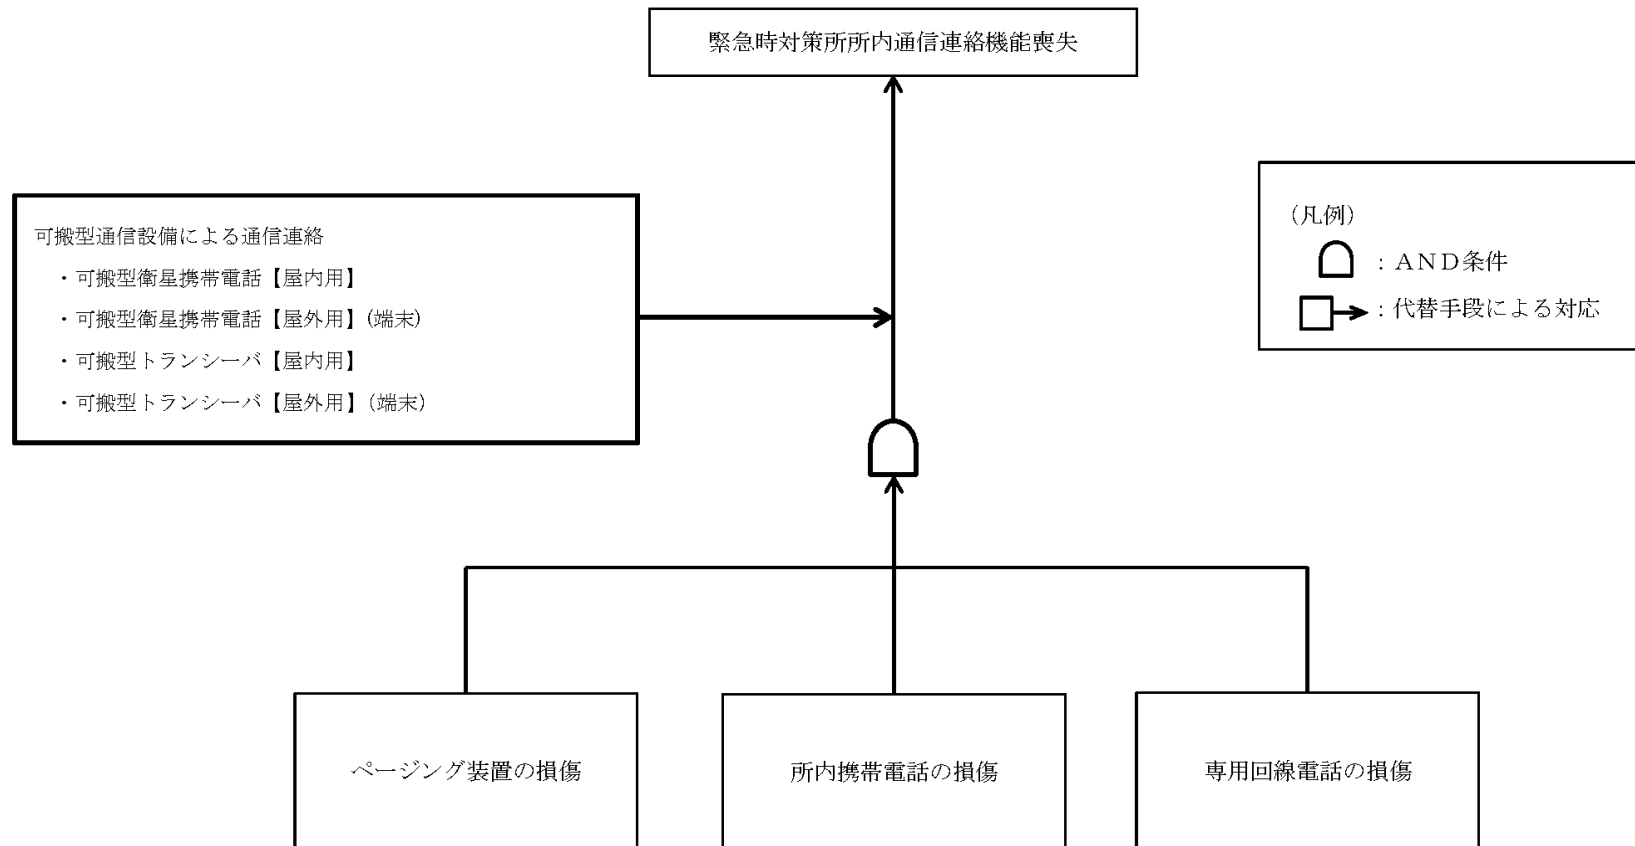 緊急時対策所所内通信連絡機能喪失
可搬型通信設備による通信連絡
・可搬型衛星携帯電話【屋内用】
・可搬型衛星携帯電話【屋外用】(端末)
・可搬型トランシーバ【屋内用】
・可搬型トランシーバ【屋外用】(端末)
(凡例)
：ＡＮＤ条件
：代替手段による対応
ページング装置の損傷
所内携帯電話の損傷
専用回線電話の損傷